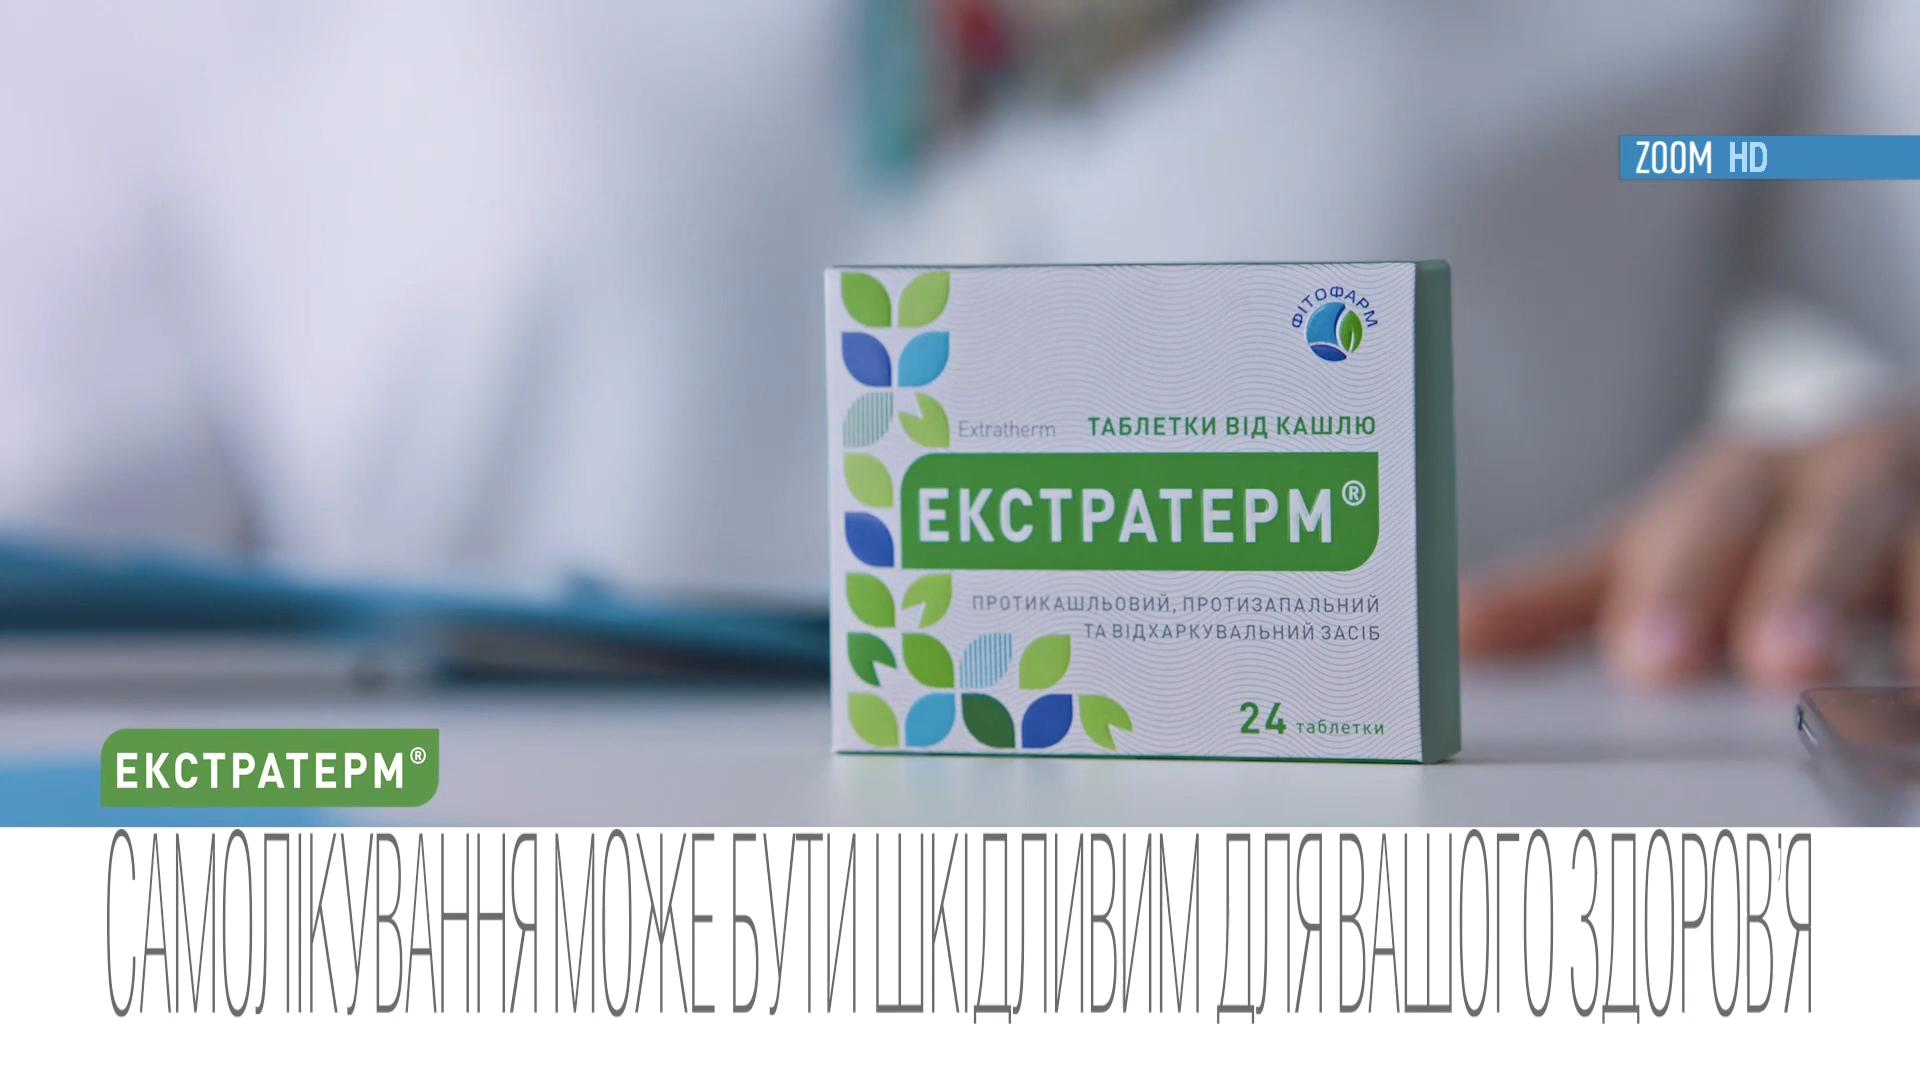 ZOOM HD
ФІТОФАРМ
Extratherm ТАБЛЕТКИ ВІД КАШЛЮ
ЕКСТРАТЕРМ®
ПРОТИКАШЛЬОВИЙ, ПРОТИЗАПАЛЬНИЙ
ТА ВІДХАРКУВАЛЬНИЙ ЗАСІБ
24 таблетки
ЕКСТРАТЕРМ®
САМОЛІКУВАННЯ МОЖЕ БУТИ ШКІДЛИВИМ ДЛЯ ВАШОГО ЗДОРОВ'Я